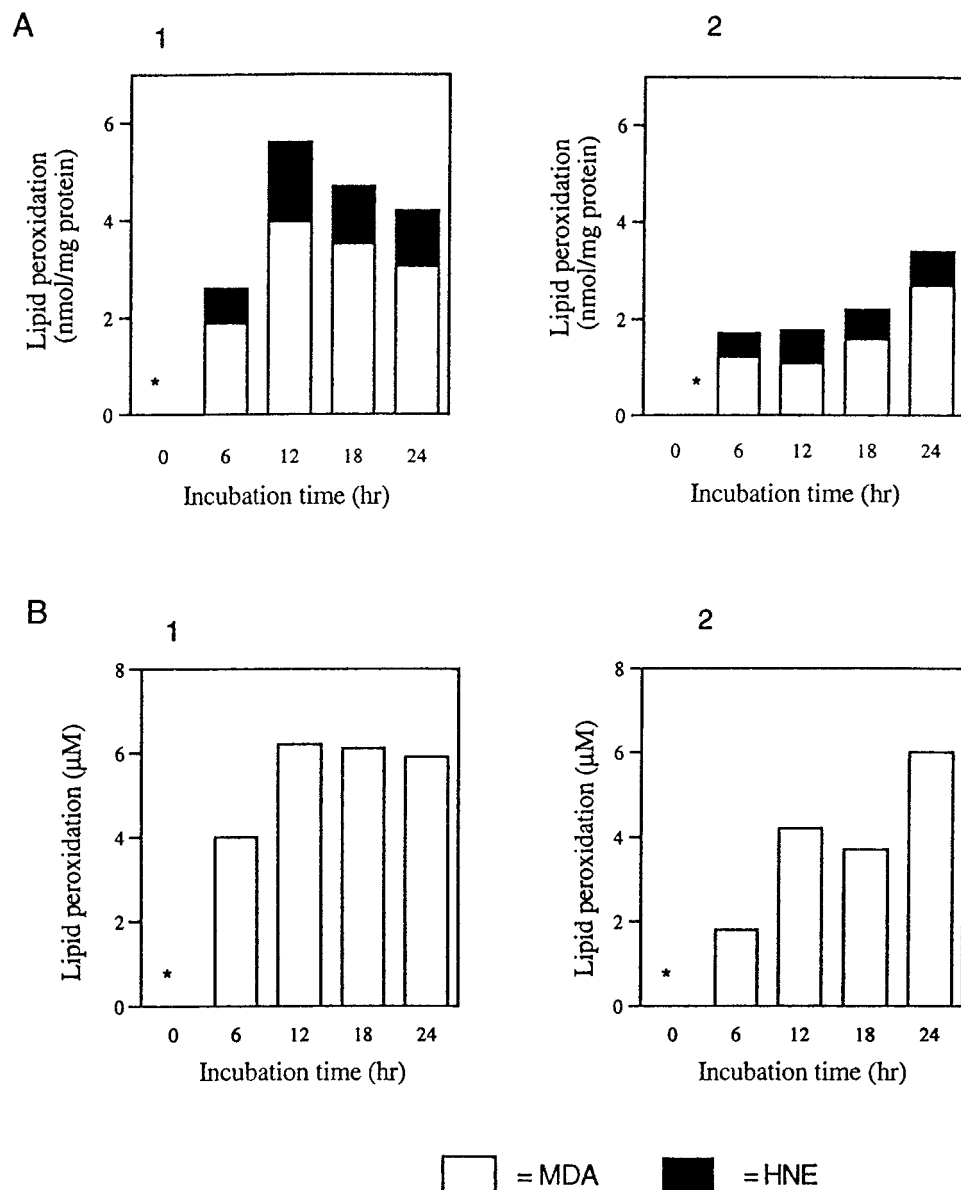 A
1
2
Lipid peroxidation
(nmol/mg protein)
6
4
2
0
*
0 6 12 18 24
Incubation time (hr)
Lipid peroxidation
(nmol/mg protein)
6
4
2
0
*
0 6 12 18 24
Incubation time (hr)
B
1
2
Lipid peroxidation (µM)
8
6
4
2
0
*
0 6 12 18 24
Incubation time (hr)
Lipid peroxidation (µM)
8
6
4
2
0
*
0 6 12 18 24
Incubation time (hr)
= MDA
= HNE